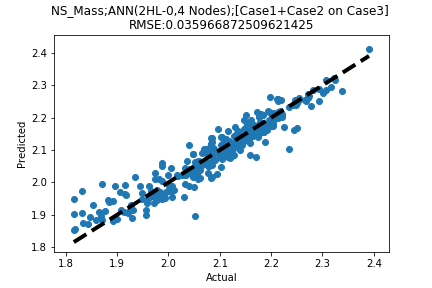 NS_Mass;ANN(2HL-0,4 Nodes);[Case1+Case2 on Case3]
RMSE:0.035966872509621425
2.4
2.3
2.2
2.1
2.0
1.9
1.8
Predicted
1.8 1.9 2.0 2.1 2.2 2.3 2.4
Actual